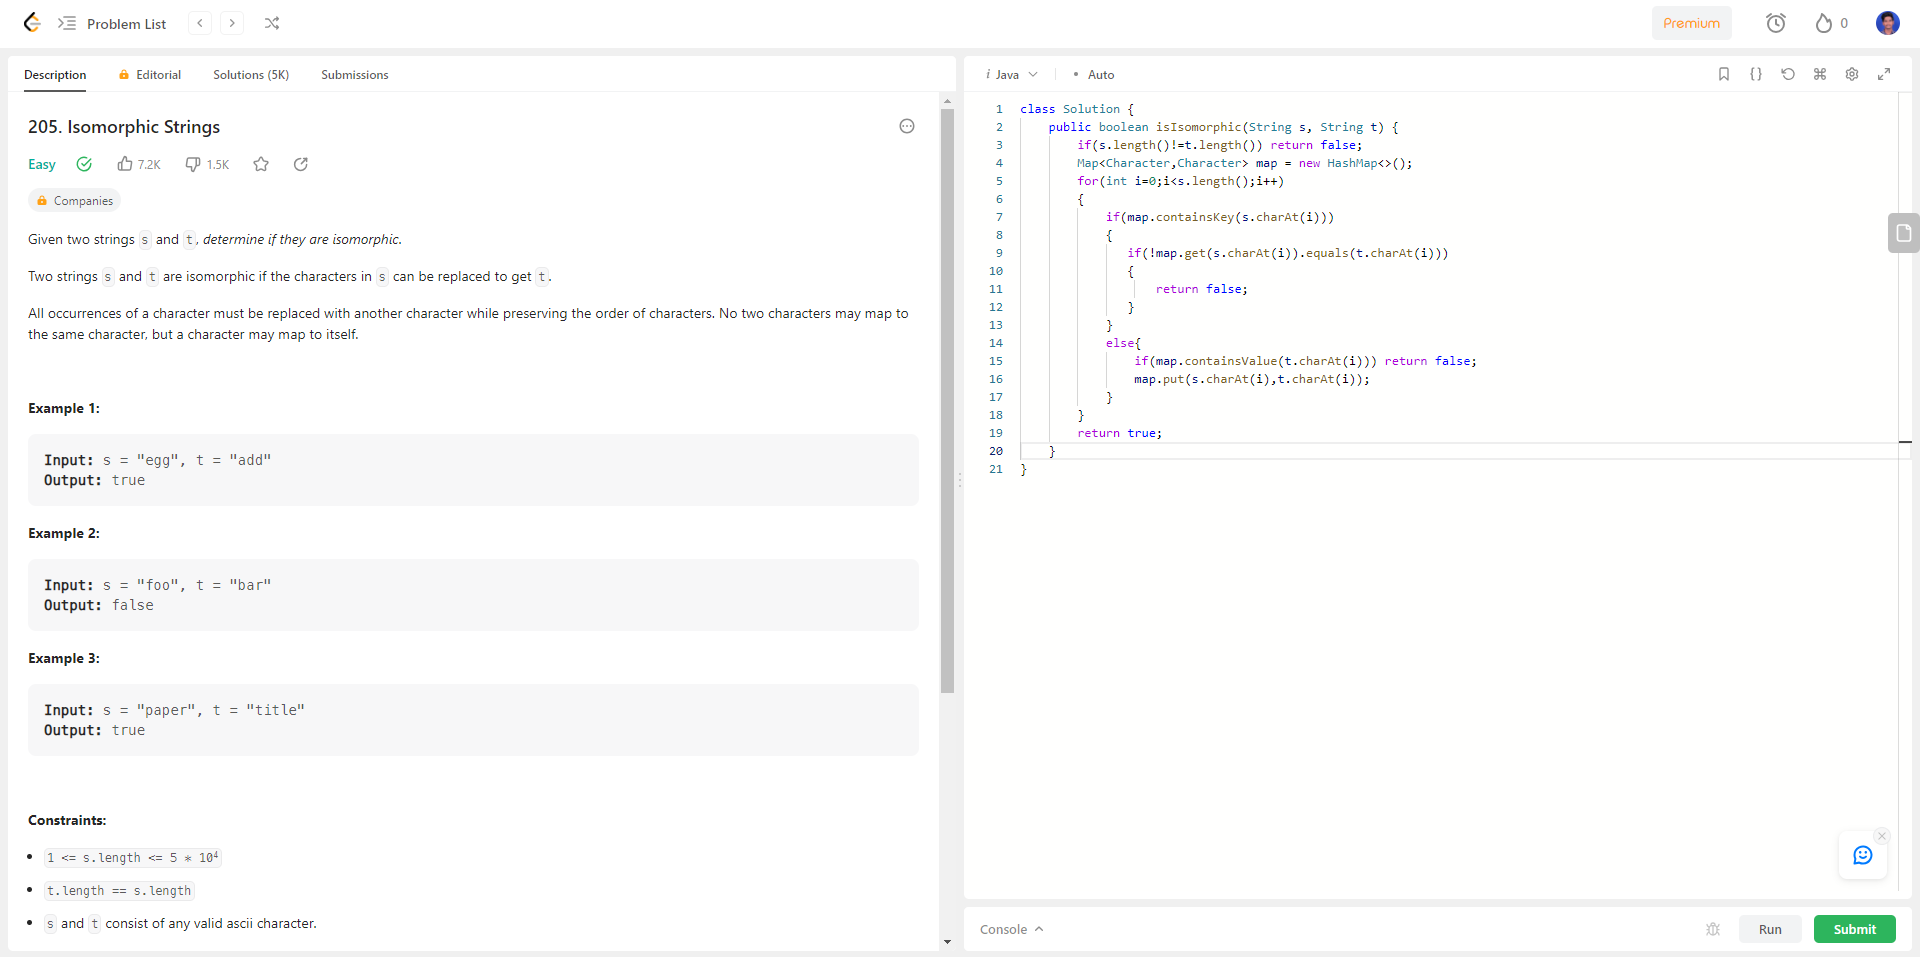 Problem List
Premium
0
Description
Editorial
Solutions (5K)
Submissions
205. Isomorphic Strings
Easy
7.2K
1.5K
Companies
Given two strings s and t, determine if they are isomorphic.
Two strings s and t are isomorphic if the characters in s can be replaced to get t.
All occurrences of a character must be replaced with another character while preserving the order of characters. No two characters may map to
the same character, but a character may map to itself.
Example 1:
Input: s = "egg", t = "add"
Output: true
Example 2:
Input: s = "foo", t = "bar"
Output: false
Example 3:
Input: s = "paper", t = "title"
Output: true
Constraints:
• 1 <= s.length <= 5 * 10⁴
• t.length == s.length
• s and t consist of any valid ascii character.
i Java
• Auto
1 class Solution {
2 public boolean isIsomorphic(String s, String t) {
3 if(s.length()!=t.length()) return false;
4 Map<Character,Character> map = new HashMap<>();
5 for(int i=0;i<s.length();i++)
6 {
7 if(map.containsKey(s.charAt(i)))
8 {
9 if(!map.get(s.charAt(i)).equals(t.charAt(i)))
10 {
11 return false;
12 }
13 }
14 else{
15 if(map.containsValue(t.charAt(i))) return false;
16 map.put(s.charAt(i),t.charAt(i));
17 }
18 }
19 return true;
20 }
21 }
Console
Run
Submit